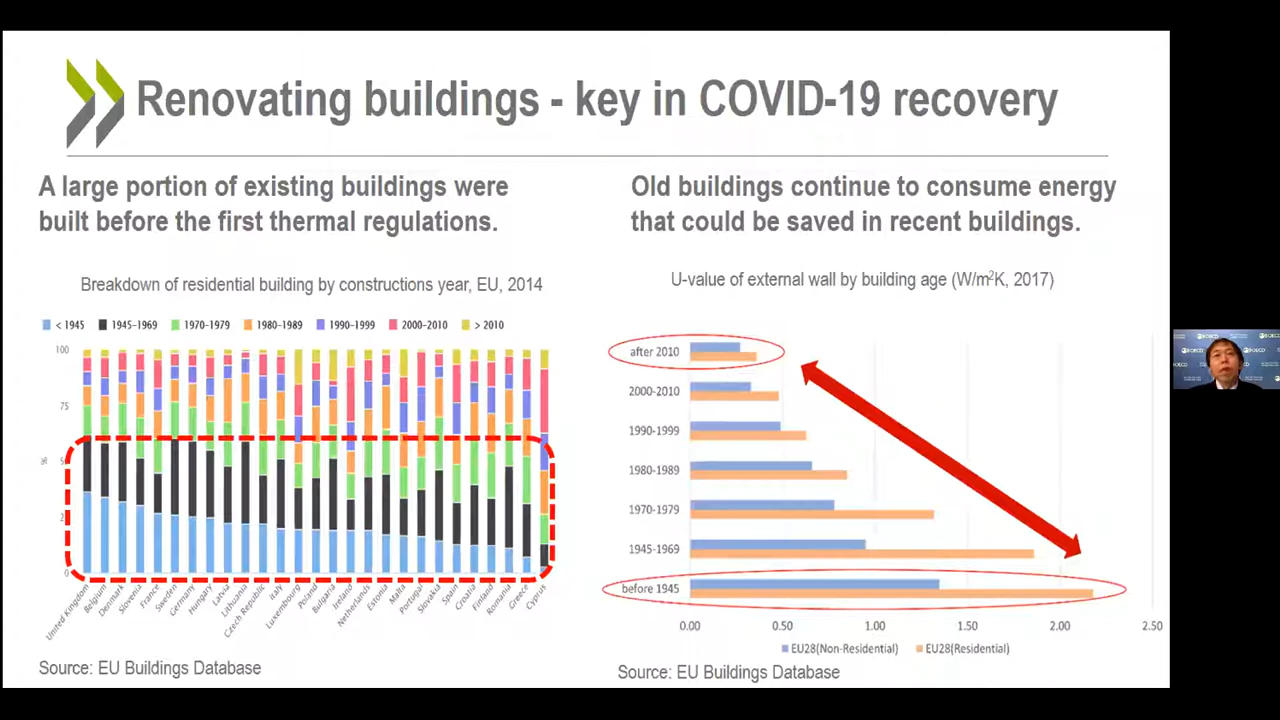 Renovating buildings - key in COVID-19 recovery
A large portion of existing buildings were
built before the first thermal regulations.
Breakdown of residential building by constructions year, EU, 2014
< 1945 1945-1969 1970-1979 1980-1989 1990-1999 2000-2010 > 2010
100
75
%
0
United Kingdom Belgium Denmark Slovenia France Sweden Germany Hungary Latvia Lithuania Czech Republic Italy Luxembourg Poland Bulgaria Ireland Netherlands Estonia Malta Portugal Slovakia Spain Croatia Finland Romania Greece Cyprus
Source: EU Buildings Database
Old buildings continue to consume energy
that could be saved in recent buildings.
U-value of external wall by building age (W/m²K, 2017)
after 2010
2000-2010
1990-1999
1980-1989
1970-1979
1945-1969
before 1945
0.00 0.50 1.00 1.50 2.00 2.50
EU28(Non-Residential) EU28(Residential)
Source: EU Buildings Database
OECD